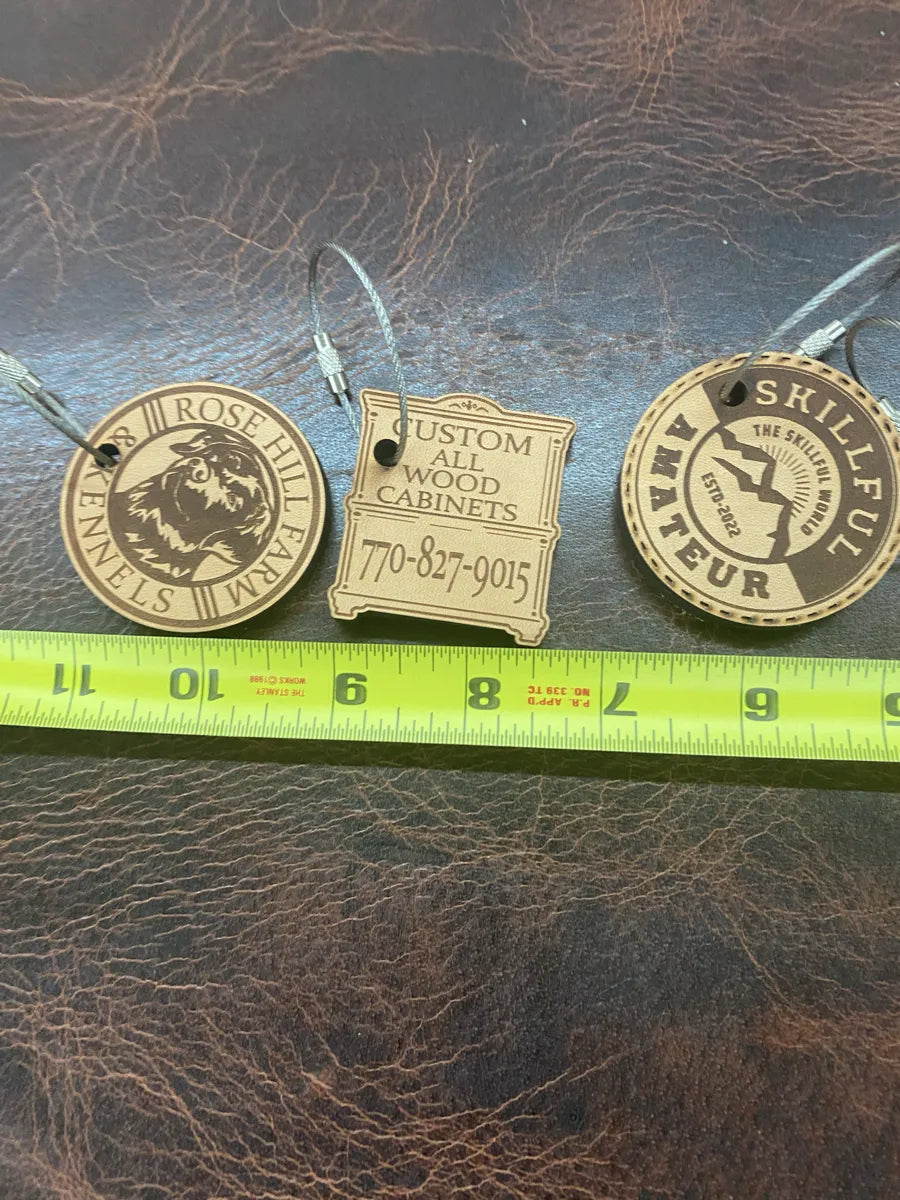 ROSE HILL FARM
& KENNELS
CUSTOM
ALL
WOOD
CABINETS
770-827-9015
SKILLFUL
AMATEUR
THE SKILLFUL WORLD
ESTD-2022
11 10 9 8 7 6 5
THE STANLEY
WORKS©1988
P.R. APP'D
NO. 339 TC